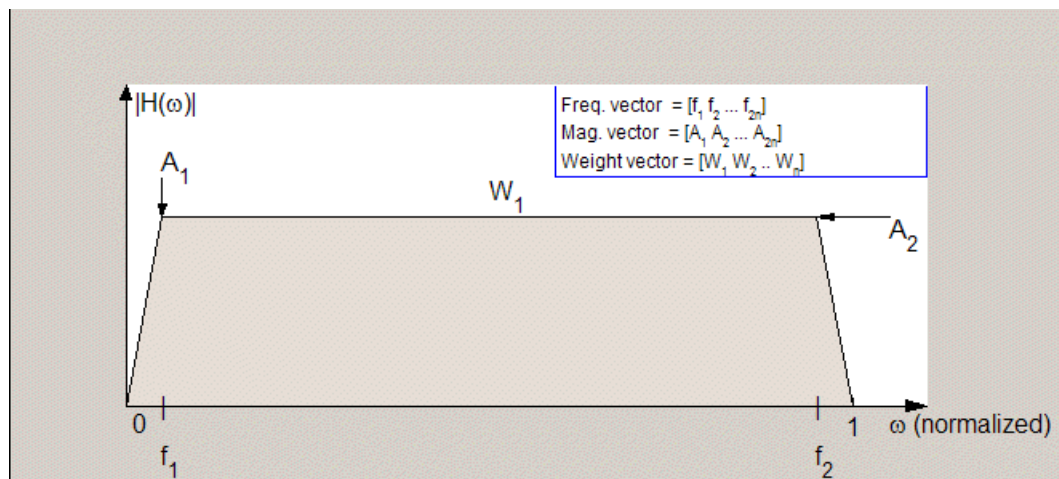 |H(ω)|
Freq. vector = [f₁ f₂ ... f₂ₙ]
Mag. vector = [A₁ A₂ ... A₂ₙ]
Weight vector = [W₁ W₂ .. Wₙ]
A₁
W₁
A₂
0
1
ω (normalized)
f₁
f₂